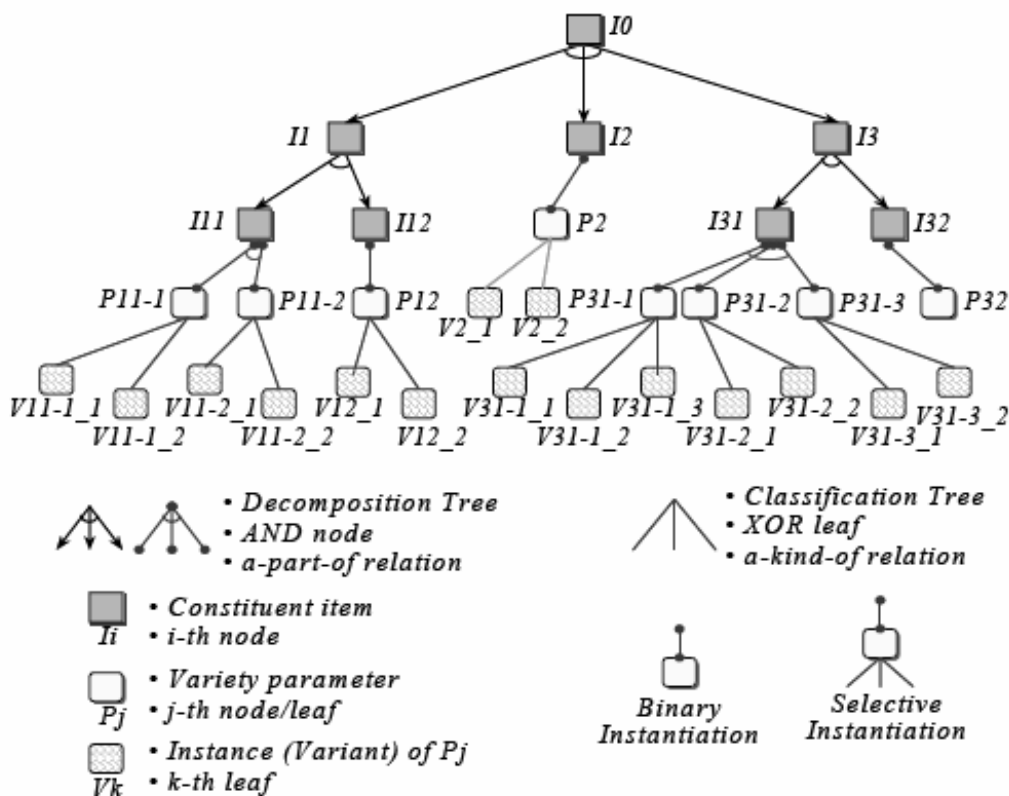 I0
I1
I2
I3
I11
I12
P2
I31
I32
P11-1
P11-2
P12
V2_1
V2_2
P31-1
P31-2
P31-3
P32
V11-1_1
V11-1_2
V11-2_1
V11-2_2
V12_1
V12_2
V31-1_1
V31-1_2
V31-1_3
V31-2_1
V31-2_2
V31-3_1
V31-3_2
• Decomposition Tree
• AND node
• a-part-of relation
• Classification Tree
• XOR leaf
• a-kind-of relation
Ii
• Constituent item
• i-th node
Pj
• Variety parameter
• j-th node/leaf
Vk
• Instance (Variant) of Pj
• k-th leaf
Binary
Instantiation
Selective
Instantiation